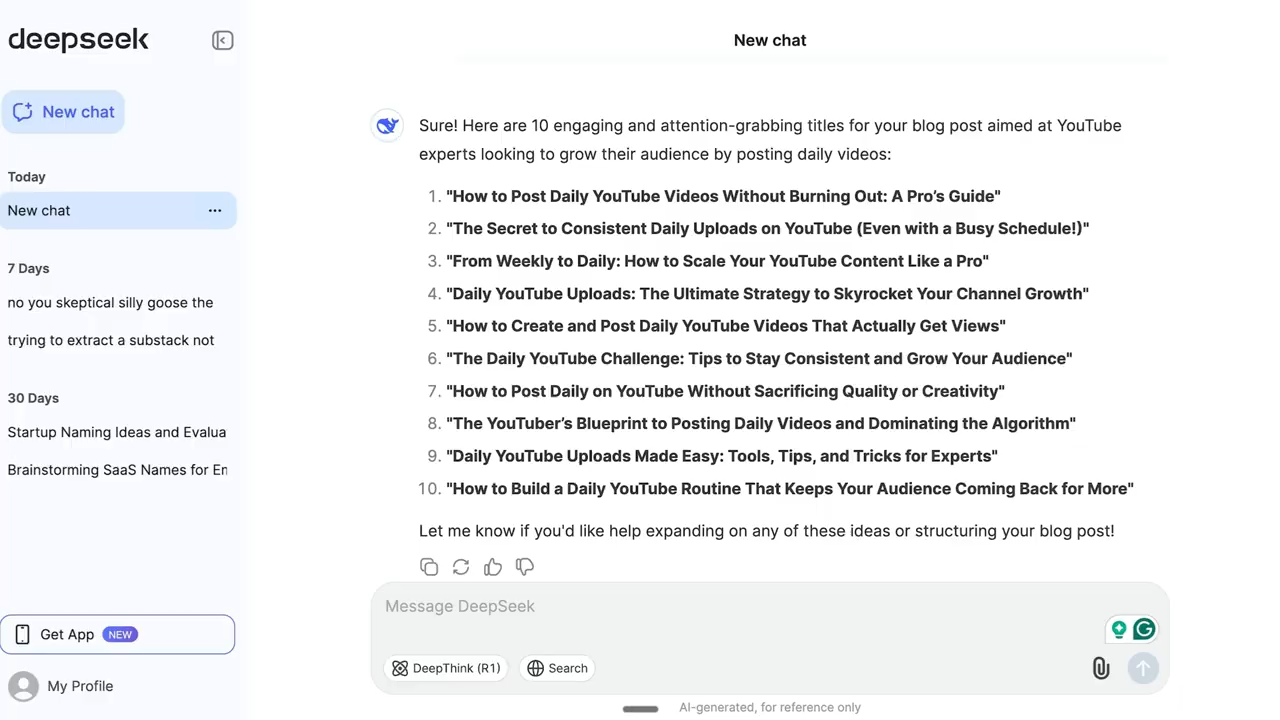 deepseek
New chat
Today
New chat
7 Days
no you skeptical silly goose the
trying to extract a substack not
30 Days
Startup Naming Ideas and Evalua
Brainstorming SaaS Names for En
Get App NEW
My Profile
New chat
Sure! Here are 10 engaging and attention-grabbing titles for your blog post aimed at YouTube
experts looking to grow their audience by posting daily videos:
1. "How to Post Daily YouTube Videos Without Burning Out: A Pro’s Guide"
2. "The Secret to Consistent Daily Uploads on YouTube (Even with a Busy Schedule!)"
3. "From Weekly to Daily: How to Scale Your YouTube Content Like a Pro"
4. "Daily YouTube Uploads: The Ultimate Strategy to Skyrocket Your Channel Growth"
5. "How to Create and Post Daily YouTube Videos That Actually Get Views"
6. "The Daily YouTube Challenge: Tips to Stay Consistent and Grow Your Audience"
7. "How to Post Daily on YouTube Without Sacrificing Quality or Creativity"
8. "The YouTuber’s Blueprint to Posting Daily Videos and Dominating the Algorithm"
9. "Daily YouTube Uploads Made Easy: Tools, Tips, and Tricks for Experts"
10. "How to Build a Daily YouTube Routine That Keeps Your Audience Coming Back for More"
Let me know if you'd like help expanding on any of these ideas or structuring your blog post!
Message DeepSeek
DeepThink (R1)
Search
AI-generated, for reference only